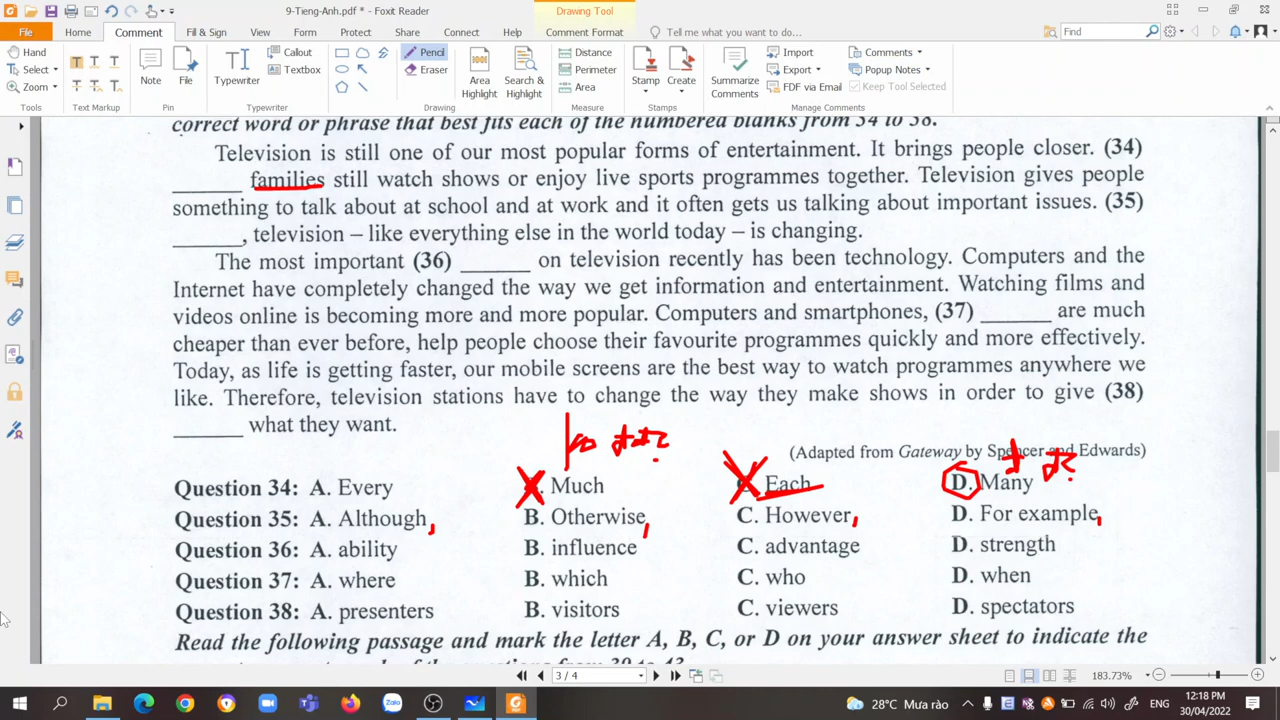 9-Tieng-Anh.pdf * - Foxit Reader
Drawing Tool
File Home Comment Fill & Sign View Form Protect Share Connect Help Comment Format Tell me what you want to do... Find
Hand
Select
Zoom
Tools
Text Markup
Note
File
Pin
Typewriter
Callout
Textbox
Typewriter
Pencil
Eraser
Drawing
Area Highlight
Search & Highlight
Distance
Perimeter
Area
Measure
Stamp
Create
Stamps
Summarize Comments
Import
Export
FDF via Email
Comments
Popup Notes
Keep Tool Selected
Manage Comments
correct word or phrase that best fits each of the numbered blanks from 34 to 38.
Television is still one of our most popular forms of entertainment. It brings people closer. (34)
______ families still watch shows or enjoy live sports programmes together. Television gives people
something to talk about at school and at work and it often gets us talking about important issues. (35)
______, television – like everything else in the world today – is changing.
The most important (36) ______ on television recently has been technology. Computers and the
Internet have completely changed the way we get information and entertainment. Watching films and
videos online is becoming more and more popular. Computers and smartphones, (37) ______ are much
cheaper than ever before, help people choose their favourite programmes quickly and more effectively.
Today, as life is getting faster, our mobile screens are the best way to watch programmes anywhere we
like. Therefore, television stations have to change the way they make shows in order to give (38)
______ what they want.
(Adapted from Gateway by Spencer and Edwards)
Question 34: A. Every . Much . Each D. Many
Question 35: A. Although, B. Otherwise, C. However, D. For example,
Question 36: A. ability B. influence C. advantage D. strength
Question 37: A. where B. which C. who D. when
Question 38: A. presenters B. visitors C. viewers D. spectators
Read the following passage and mark the letter A, B, C, or D on your answer sheet to indicate the
3 / 4
183.73%
28°C Mưa rào
ENG
12:18 PM
30/04/2022